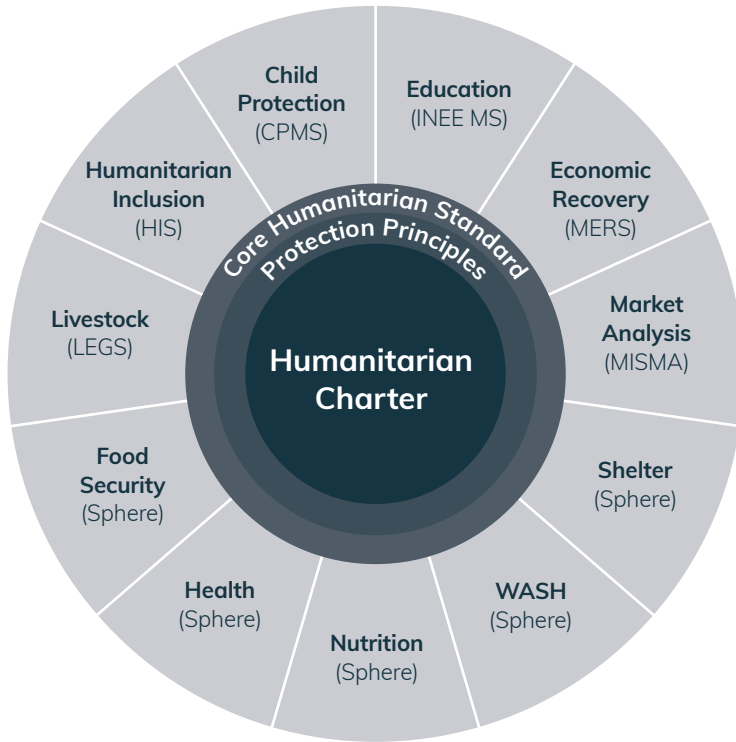 Child
Protection
(CPMS)
Education
(INEE MS)
Economic
Recovery
(MERS)
Market
Analysis
(MISMA)
Shelter
(Sphere)
WASH
(Sphere)
Nutrition
(Sphere)
Health
(Sphere)
Food
Security
(Sphere)
Livestock
(LEGS)
Humanitarian
Inclusion
(HIS)
Core Humanitarian Standard
Protection Principles
Humanitarian
Charter